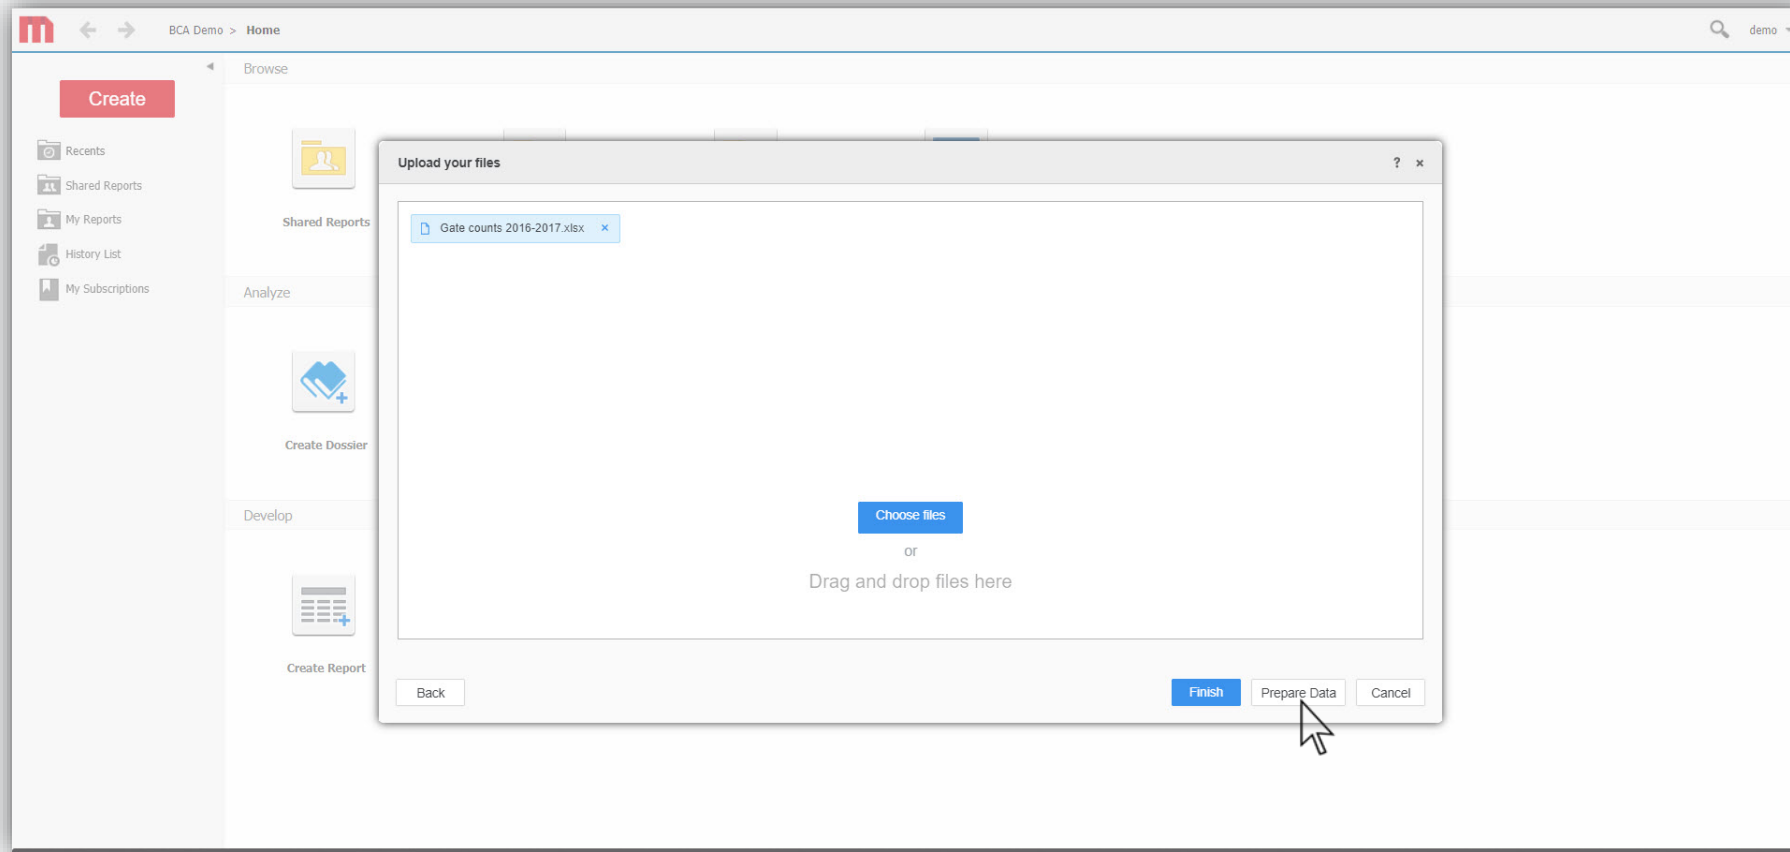 BCA Demo > Home
demo
Create
Recents
Shared Reports
My Reports
History List
My Subscriptions
Browse
Shared Reports
Analyze
Create Dossier
Develop
Create Report
Upload your files
? ×
Gate counts 2016-2017.xlsx ×
Choose files
or
Drag and drop files here
Back
Finish
Prepare Data
Cancel